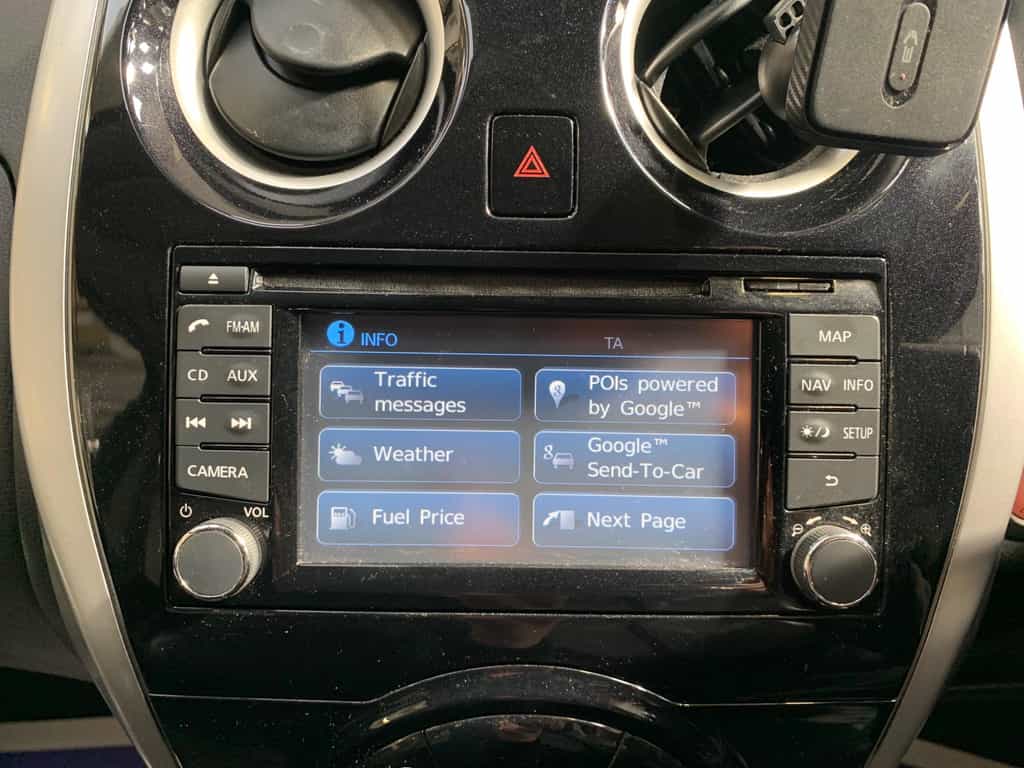 FM-AM
CD AUX
CAMERA
VOL
INFO
TA
Traffic
messages
Weather
Fuel Price
POIs powered
by Google™
Google™
Send-To-Car
Next Page
MAP
NAV INFO
SETUP